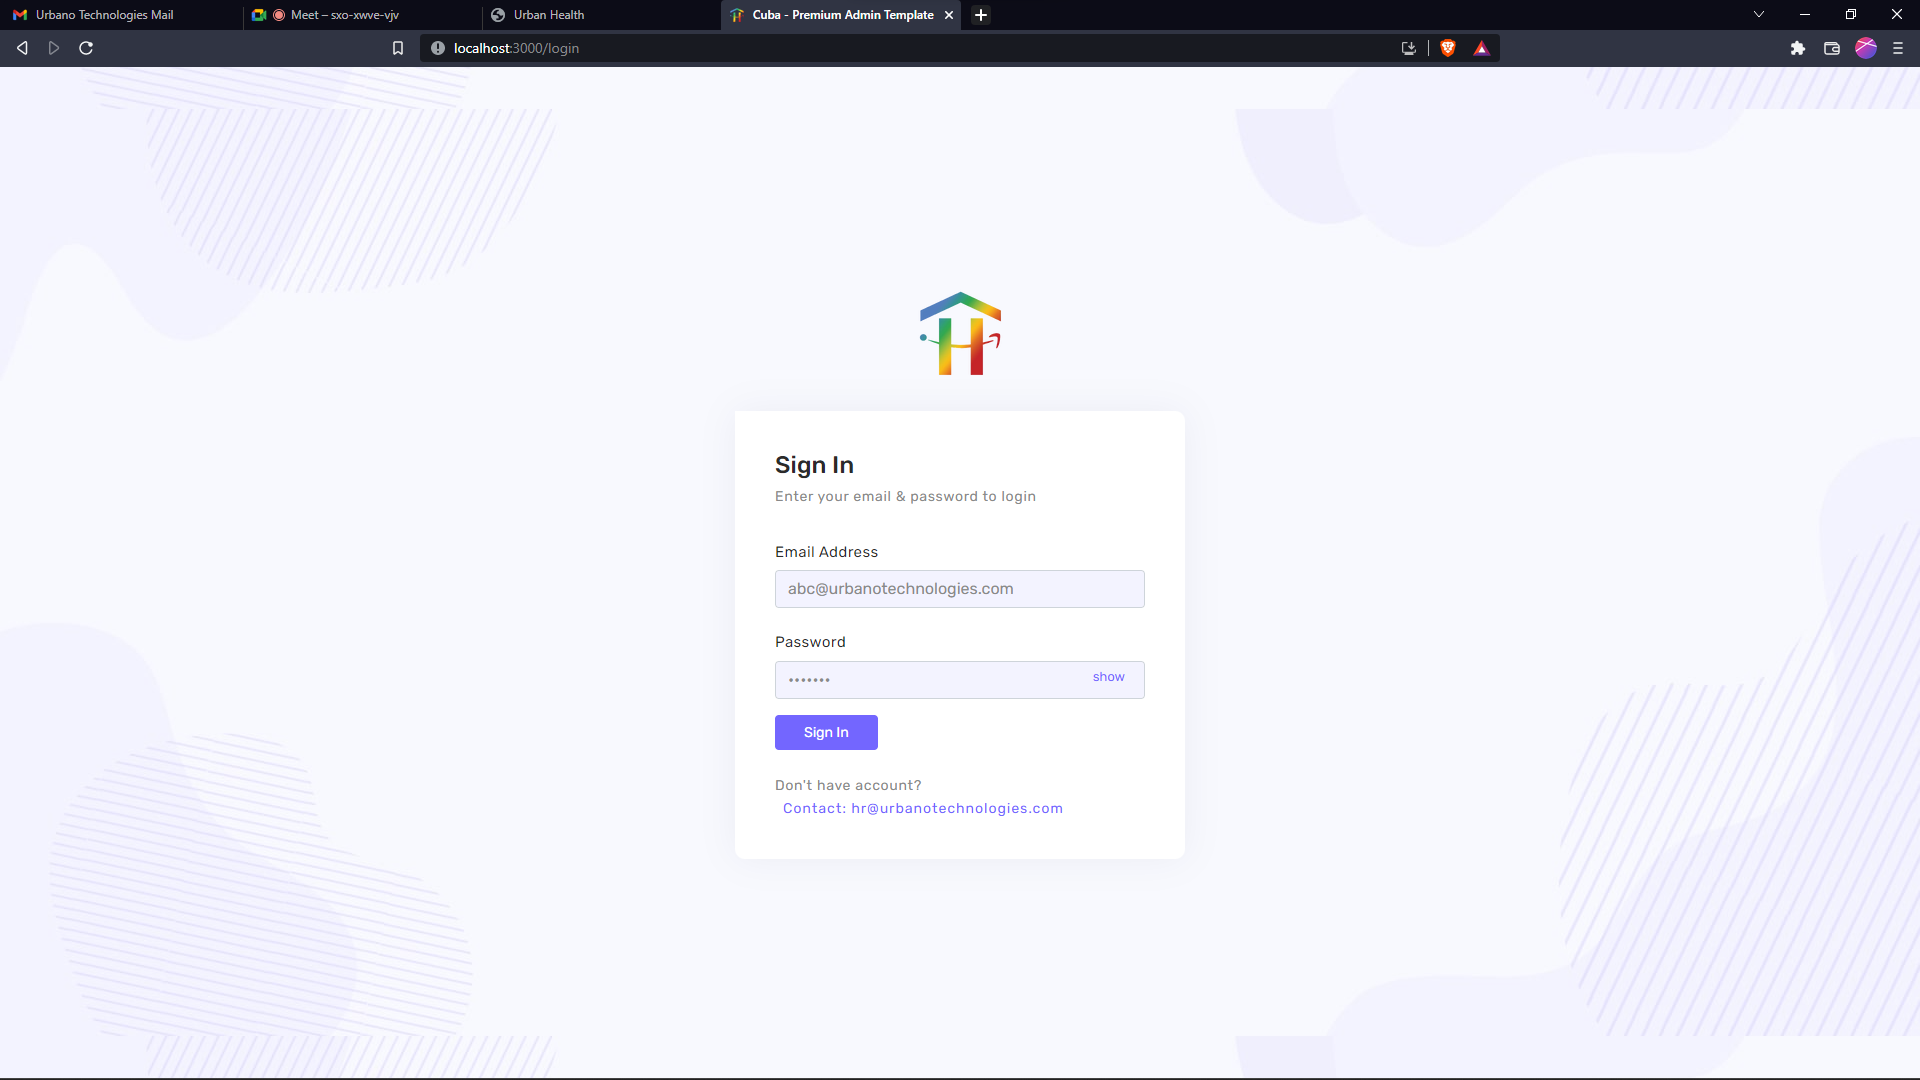 Urbano Technologies Mail
Meet – sxo-xwve-vjv
Urban Health
Cuba - Premium Admin Template
localhost:3000/login
H
Sign In
Enter your email & password to login
Email Address
abc@urbanotechnologies.com
Password
•••••••
show
Sign In
Don't have account?
Contact: hr@urbanotechnologies.com